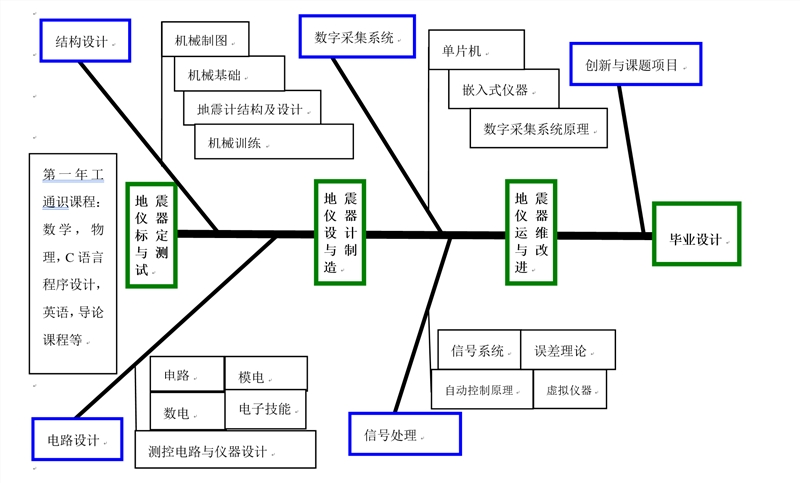 结构设计
机械制图
机械基础
地震计结构及设计
机械训练
数字采集系统
单片机
嵌入式仪器
数字采集系统原理
创新与课题项目
第一年工
通识课程：
数学，物
理，C 语言
程序设计，
英语，导论
课程等
地震
仪器
标定
与测
试
地震
仪器
设计
与制
造
地震
仪器
运维
与改
进
毕业设计
电路设计
电路
模电
数电
电子技能
测控电路与仪器设计
信号处理
信号系统
误差理论
自动控制原理
虚拟仪器